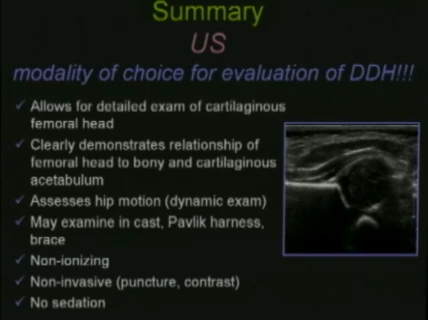 Summary
US
modality of choice for evaluation of DDH!!!
✓ Allows for detailed exam of cartilaginous
femoral head
✓ Clearly demonstrates relationship of
femoral head to bony and cartilaginous
acetabulum
✓ Assesses hip motion (dynamic exam)
✓ May examine in cast, Pavlik harness,
brace
✓ Non-ionizing
✓ Non-invasive (puncture, contrast)
✓ No sedation